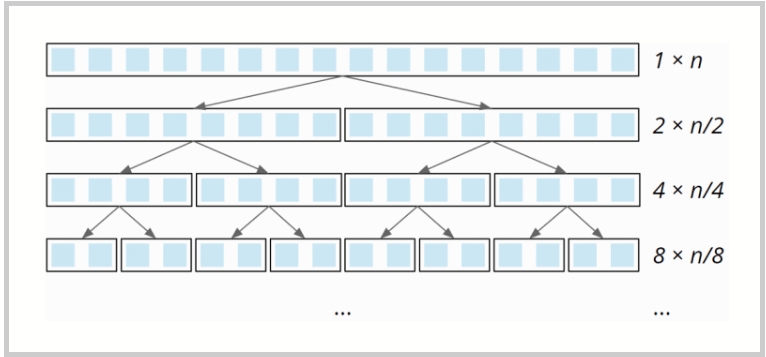 1 × n
2 × n/2
4 × n/4
8 × n/8
... ...